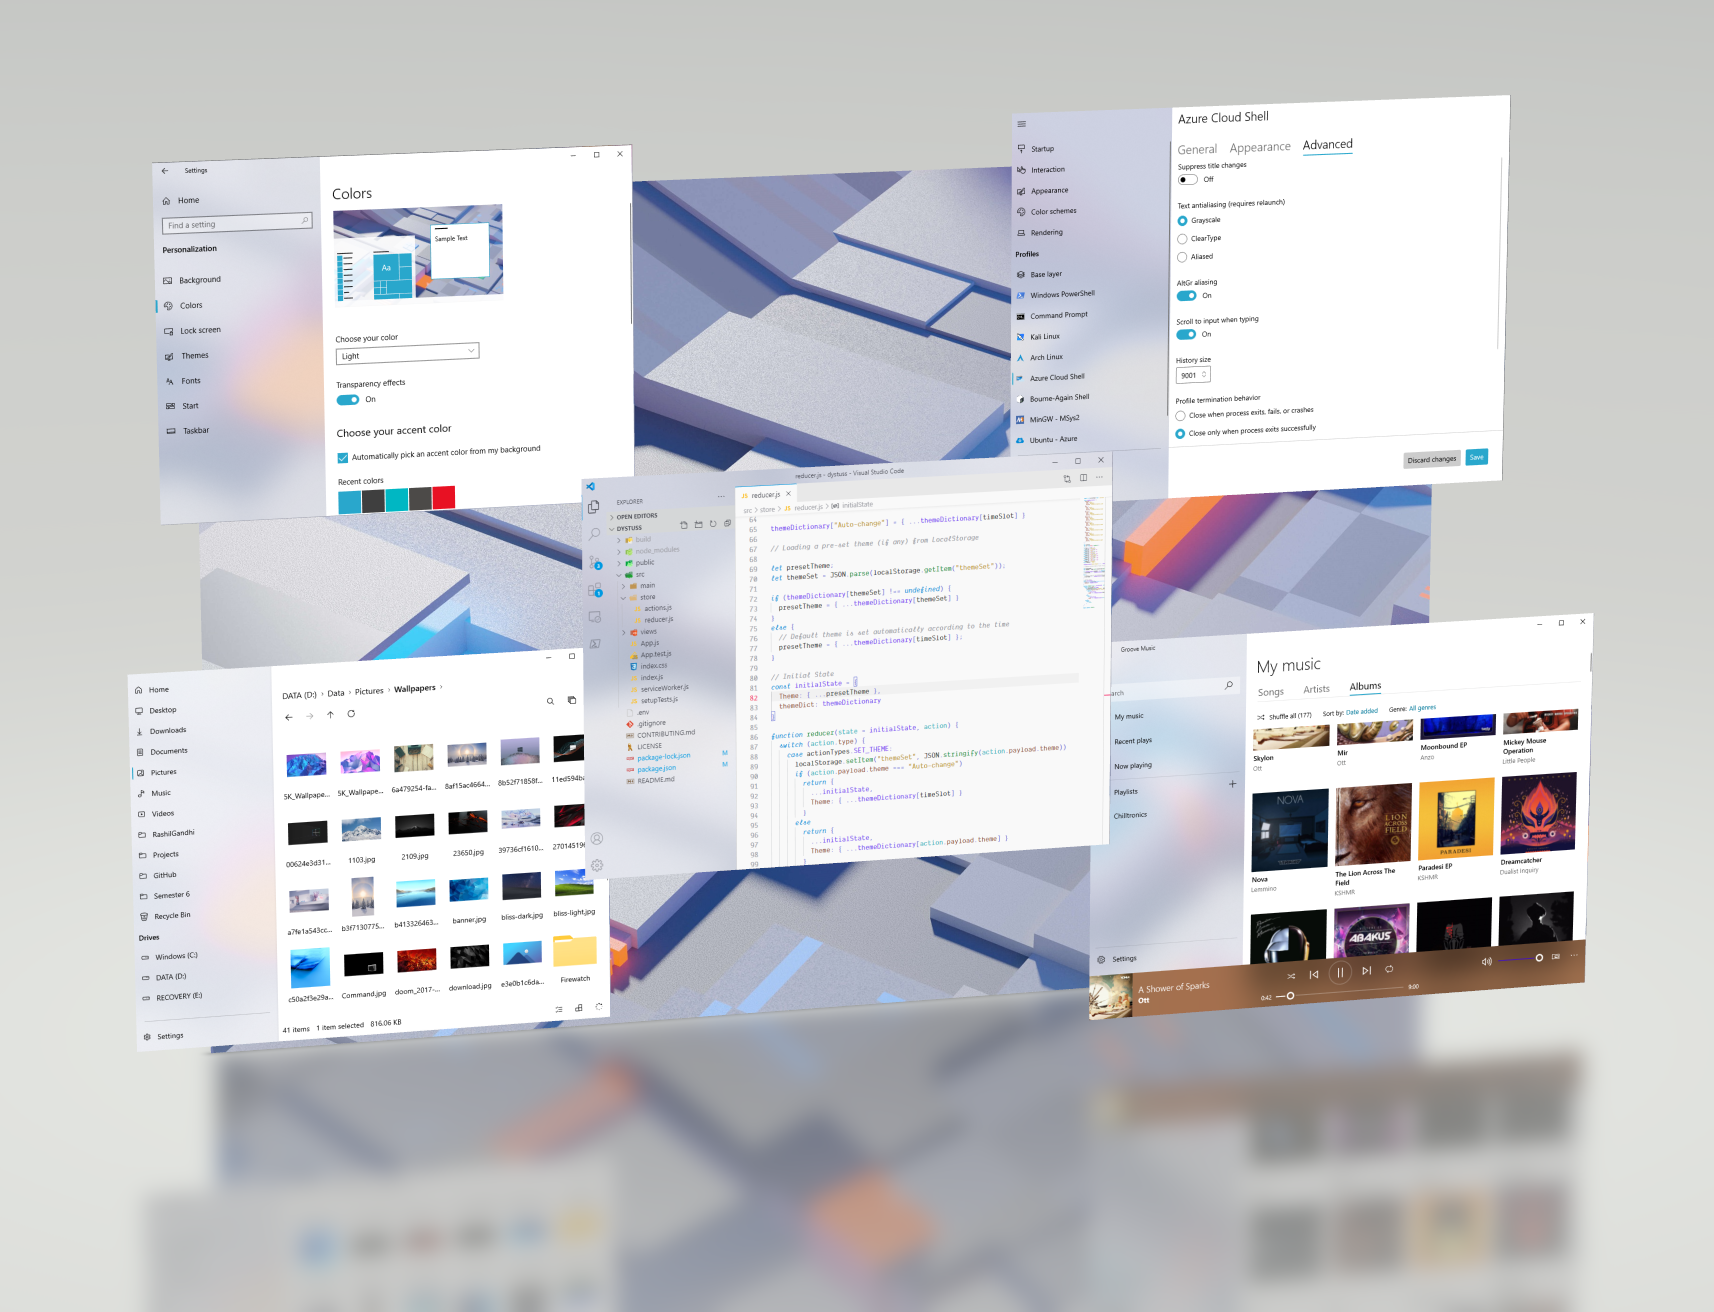 Settings
Home
Find a setting
Personalization
Background
Colors
Lock screen
Themes
Fonts
Start
Taskbar
Colors
Sample Text
Aa
Choose your color
Light
Transparency effects
On
Choose your accent color
Automatically pick an accent color from my background
Recent colors
Startup
Interaction
Appearance
Color schemes
Rendering
Profiles
Base layer
Windows PowerShell
Command Prompt
Kali Linux
Arch Linux
Azure Cloud Shell
Bourne-Again Shell
MinGW - MSys2
Ubuntu - Azure
Azure Cloud Shell
General Appearance Advanced
Suppress title changes
Off
Text antialiasing (requires relaunch)
Grayscale
ClearType
Aliased
AltGr aliasing
On
Scroll to input when typing
On
History size
9001
Profile termination behavior
Close when process exits, fails, or crashes
Close only when process exits successfully
Discard changes Save
reducer.js - dystuss - Visual Studio Code
EXPLORER
OPEN EDITORS
DYSTUSS
build
node_modules
public
src
main
store
actions.js
reducer.js
views
App.js
App.test.js
index.css
index.js
serviceWorker.js
setupTests.js
.env
.gitignore
CONTRIBUTING.md
LICENSE
package-lock.json M
package.json M
README.md
JS reducer.js
src > store > JS reducer.js > initialState
64
65 themeDictionary["Auto-change"] = { ...themeDictionary[timeSlot] }
66
67 // Loading a pre-set theme (if any) from LocalStorage
68
69 let presetTheme;
70 let themeSet = JSON.parse(localStorage.getItem("themeSet"));
71
72 if (themeDictionary[themeSet] !== undefined) {
73 presetTheme = { ...themeDictionary[themeSet] }
74 }
75 else {
76 // Default theme is set automatically according to the time
77 presetTheme = { ...themeDictionary[timeSlot] };
78 }
79
80 // Initial State
81 const initialState = {
82 Theme: { ...presetTheme },
83 themeDict: themeDictionary
84 }
85
86 function reducer(state = initialState, action) {
87 switch (action.type) {
88 case actionTypes.SET_THEME:
89 localStorage.setItem("themeSet", JSON.stringify(action.payload.theme))
90 if (action.payload.theme === "Auto-change")
91 return {
92 ...initialState,
93 Theme: { ...themeDictionary[timeSlot] }
94 }
95 else
96 return {
97 ...initialState,
98 Theme: { ...themeDictionary[action.payload.theme] }
99 }
Home
Desktop
Downloads
Documents
Pictures
Music
Videos
RashilGandhi
Projects
GitHub
Semester 6
Recycle Bin
Drives
Windows (C:)
DATA (D:)
RECOVERY (E:)
Settings
DATA (D:) > Data > Pictures > Wallpapers >
5K_Wallpape... 5K_Wallpape... 6a479254-fa... 8af15ac4664... 8b52f71858f... 11ed594b
00624e3d31... 1103.jpg 2109.jpg 23650.jpg 39736cf1610... 27014519
a7fe1a543cc... b3f7130775... b413326463... banner.jpg bliss-dark.jpg bliss-light.jpg
c50a2f3e29a... Command.jpg doom_2017-... download.jpg e3e0b1c6da... Firewatch
41 items 1 item selected 816.06 KB
Groove Music
arch
My music
Recent plays
Now playing
Playlists
Chilltronics
Settings
My music
Songs Artists Albums
Shuffle all (177) Sort by: Date added Genre: All genres
Skylon
Ott
Mir
Ott
Moonbound EP
Anzo
Mickey Mouse Operation
Little People
NOVA
LION
ACROSS
FIELD
PARADESI
Nova
Lemmino
The Lion Across The Field
KSHMR
Paradesi EP
KSHMR
Dreamcatcher
Dualist Inquiry
ABAKUS
A Shower of Sparks
Ott
0:42
9:00